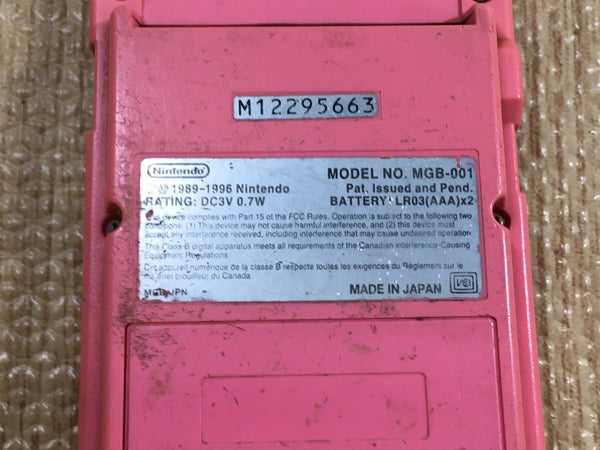 M12295663
Nintendo
©℗ 1989-1996 Nintendo
RATING: DC3V 0.7W
MODEL NO. MGB-001
Pat. Issued and Pend.
BATTERY: LR03(AAA)x2
device complies with Part 15 of the FCC Rules. Operation is subject to the following two
conditions: (1) This device may not cause harmful interference, and (2) this device must
accept any interference received, including interference that may cause undesired operation.
This Class B digital apparatus meets all requirements of the Canadian Interference-Causing
Equipment Regulations
Cet appareil numérique de la classe B respecte toutes les exigences du Règlement sur le
matériel brouilleur du Canada.
MGB-JPN
MADE IN JAPAN
VCI